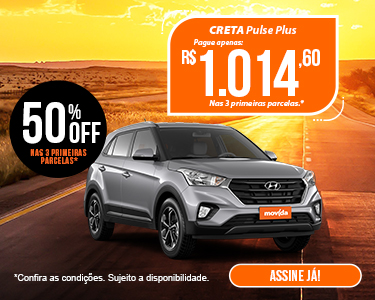 CRETA Pulse Plus
Pague apenas:
R$ 1.014,60
Nas 3 primeiras parcelas.*
50% OFF
NAS 3 PRIMEIRAS
PARCELAS*
movida
*Confira as condições. Sujeito a disponibilidade.
ASSINE JÁ!